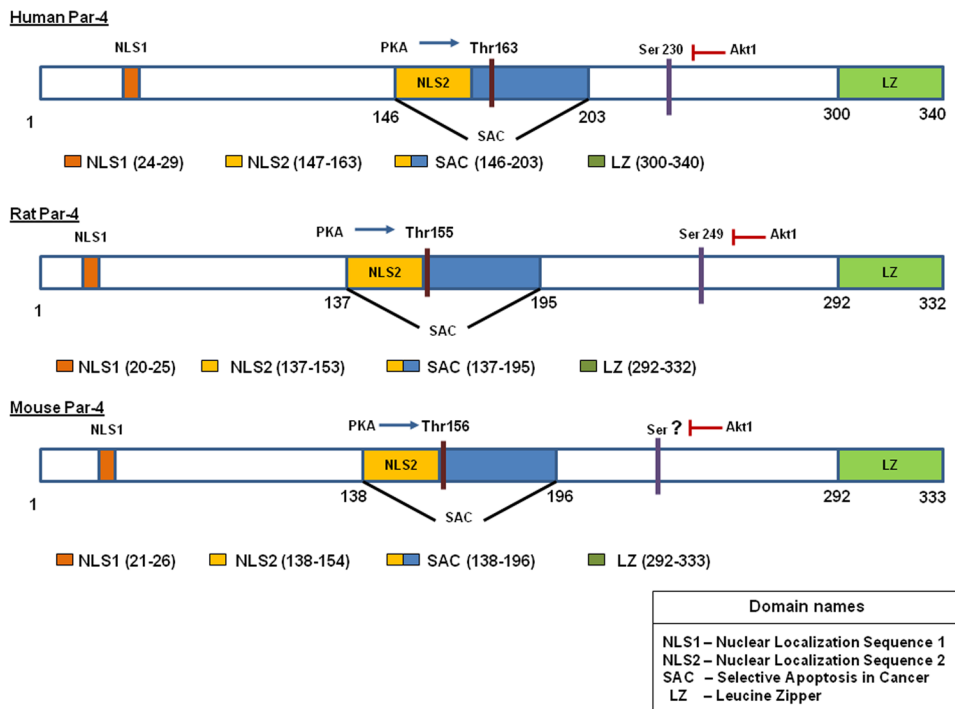 Human Par-4
NLS1 PKA Thr163 Ser 230 Akt1
NLS2 LZ
1 146 SAC 203 300 340
NLS1 (24-29) NLS2 (147-163) SAC (146-203) LZ (300-340)
Rat Par-4
NLS1 PKA Thr155 Ser 249 Akt1
NLS2 LZ
1 137 SAC 195 292 332
NLS1 (20-25) NLS2 (137-153) SAC (137-195) LZ (292-332)
Mouse Par-4
NLS1 PKA Thr156 Ser ? Akt1
NLS2 LZ
1 138 SAC 196 292 333
NLS1 (21-26) NLS2 (138-154) SAC (138-196) LZ (292-333)
Domain names
NLS1 – Nuclear Localization Sequence 1
NLS2 – Nuclear Localization Sequence 2
SAC – Selective Apoptosis in Cancer
LZ – Leucine Zipper